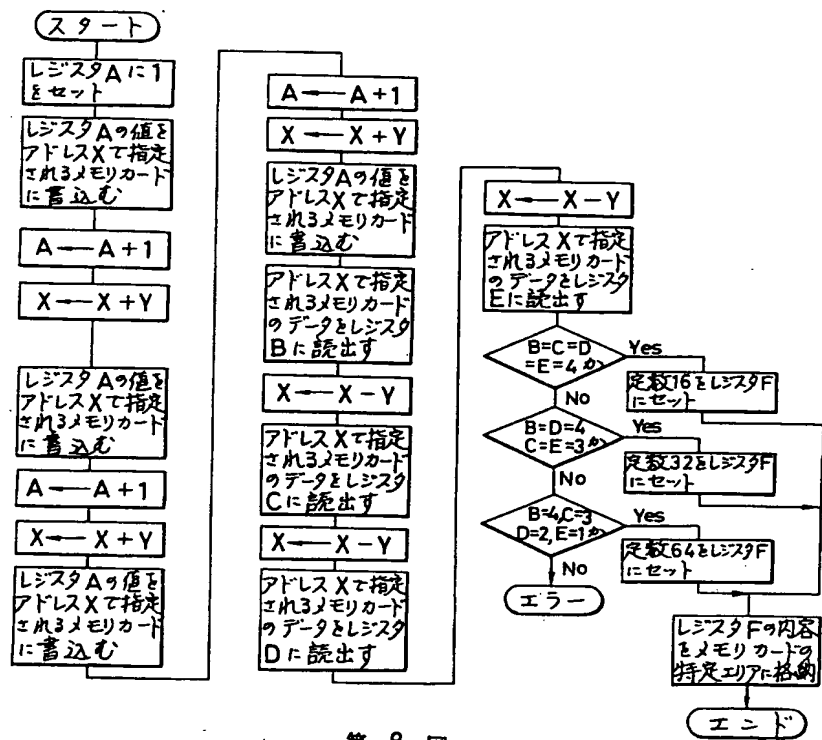 スタート
レジスタAに1
をセット
レジスタAの値を
アドレスXで指定
されるメモリカード
に書込む
A←A+1
X←X+Y
レジスタAの値を
アドレスXで指定
されるメモリカード
に書込む
A←A+1
X←X+Y
レジスタAの値を
アドレスXで指定
されるメモリカード
に書込む
A←A+1
X←X+Y
レジスタAの値を
アドレスXで指定
されるメモリカード
に書込む
アドレスXで指定
されるメモリカード
のデータをレジスタ
Bに読出す
X←X-Y
アドレスXで指定
されるメモリカード
のデータをレジスタ
Cに読出す
X←X-Y
アドレスXで指定
されるメモリカード
のデータをレジスタ
Dに読出す
X←X-Y
アドレスXで指定
されるメモリカード
のデータをレジスタ
Eに読出す
B=C=D
=E=4か
Yes
定数16をレジスタF
にセット
No
B=D=4
C=E=3か
Yes
定数32をレジスタF
にセット
No
B=4,C=3
D=2,E=1か
Yes
定数64をレジスタF
にセット
No
エラー
レジスタFの内容
をメモリカードの
特定エリアに格納
エンド